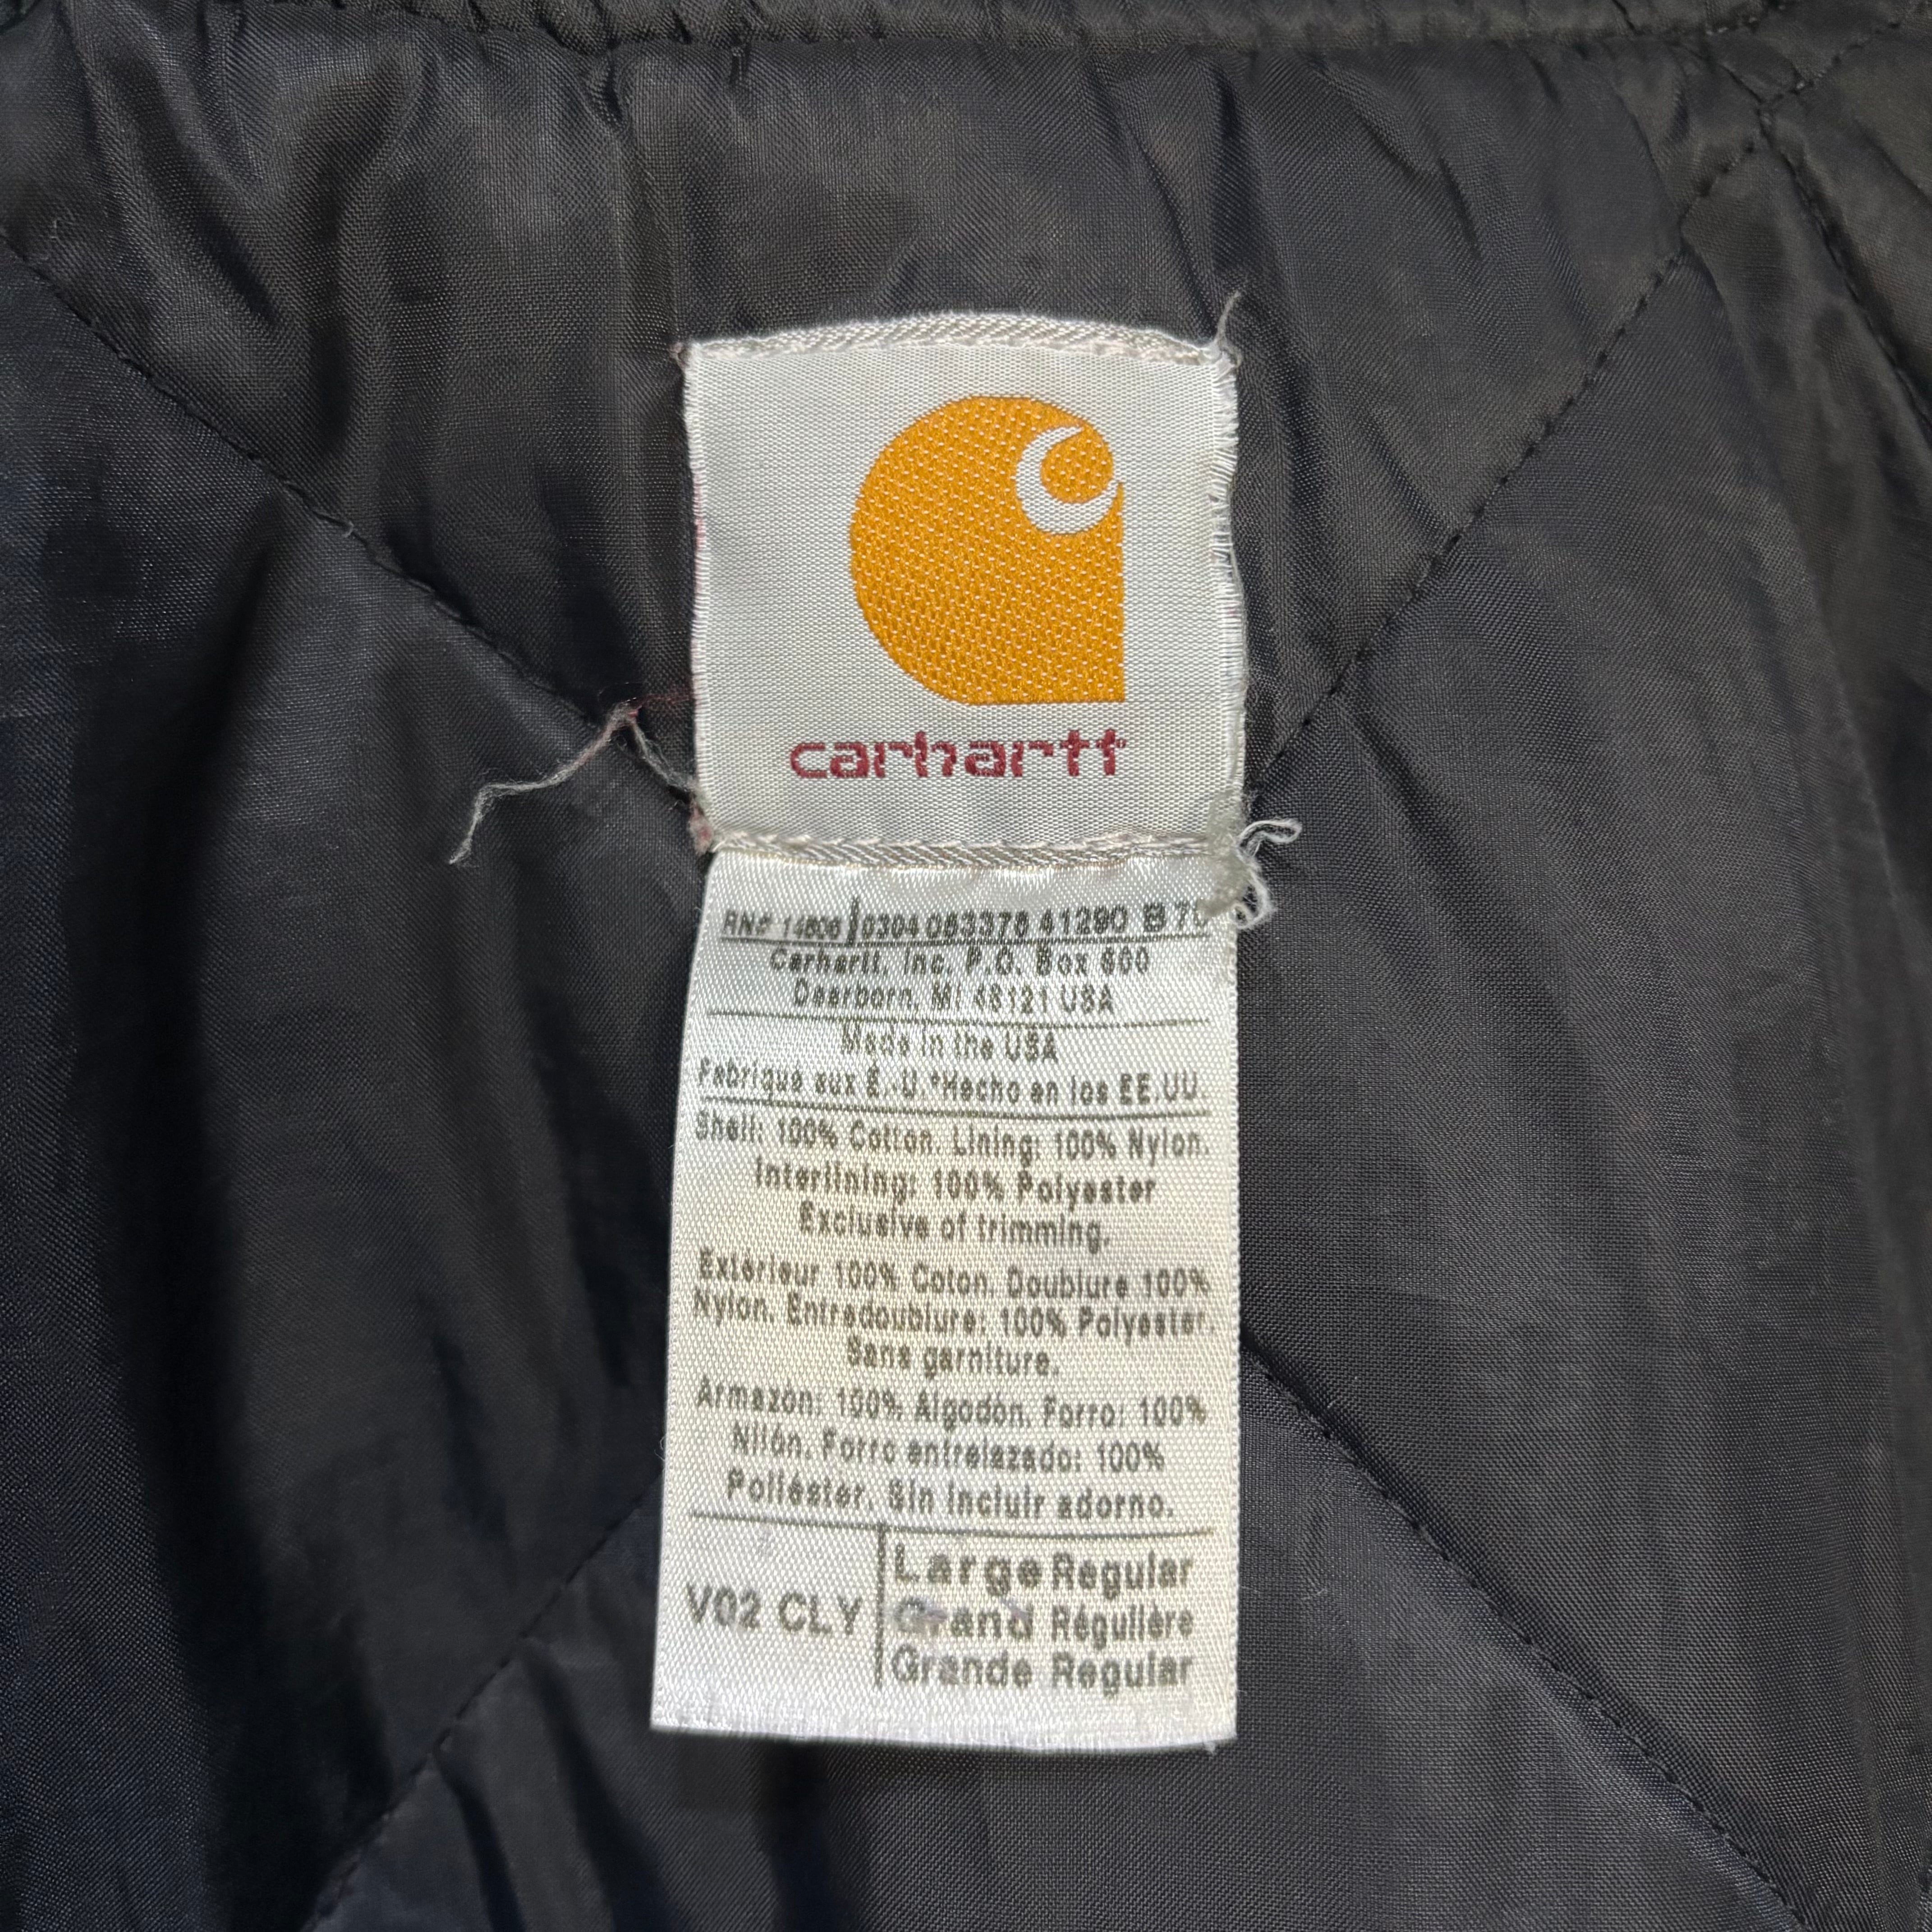 carhartt
RN# 14806 0304 063376 41290 B 70
Carhartt, Inc. P.O. Box 600
Dearborn, MI 48121 USA
Made in the USA
Fabriqué aux É.-U.*Hecho en los EE.UU
Shell: 100% Cotton. Lining: 100% Nylon.
Interlining: 100% Polyester
Exclusive of trimming.
Extérieur 100% Coton. Doublure 100%
Nylon. Entredoublure: 100% Polyester.
Sans garniture.
Armazón: 100% Algodón. Forro: 100%
Nilón. Forro entrelazado: 100%
Poliéster. Sin incluir adorno.
V02 CLY
Large Regular
Grand Régulière
Grande Regular